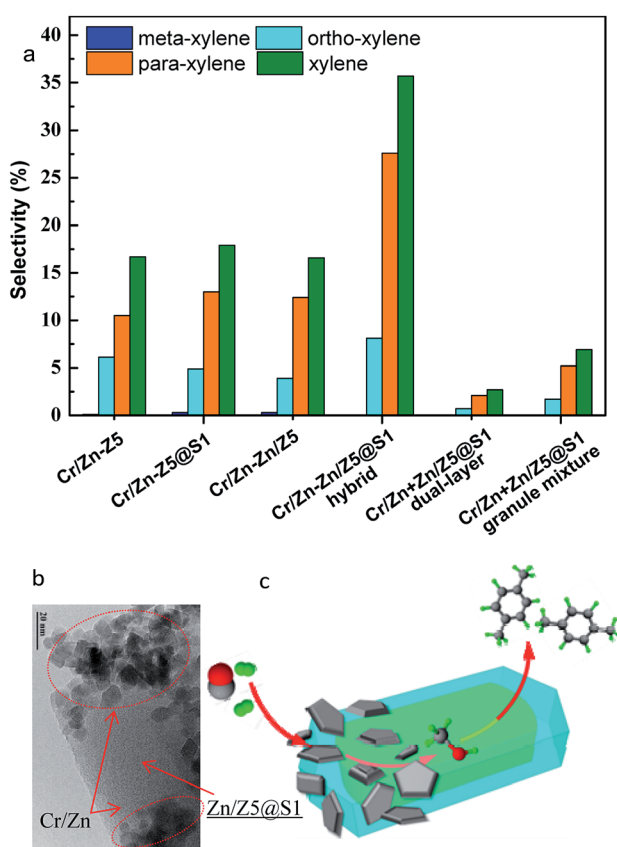 a
meta-xylene
ortho-xylene
para-xylene
xylene
Selectivity (%)
40
35
30
25
20
15
10
5
0
Cr/Zn-Z5
Cr/Zn-Z5@S1
Cr/Zn-Zn/Z5
Cr/Zn-Zn/Z5@S1
hybrid
Cr/Zn+Zn/Z5@S1
dual-layer
Cr/Zn+Zn/Z5@S1
granule mixture
b
20 nm
Cr/Zn
Zn/Z5@S1
c